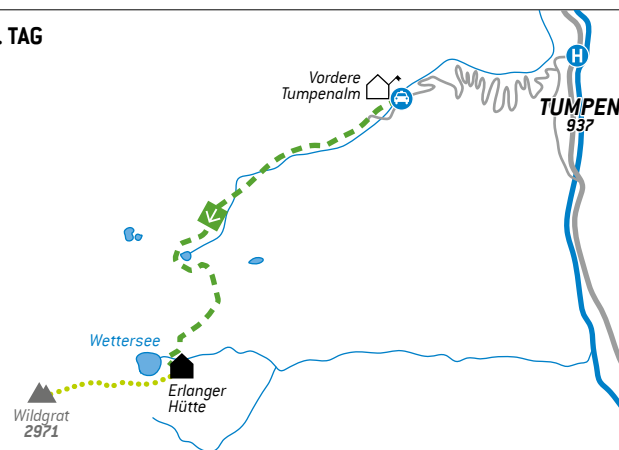 . TAG
Vordere
Tumpenalm
H
TUMPEN
937
Wettersee
Erlanger
Hütte
Wildgrat
2971